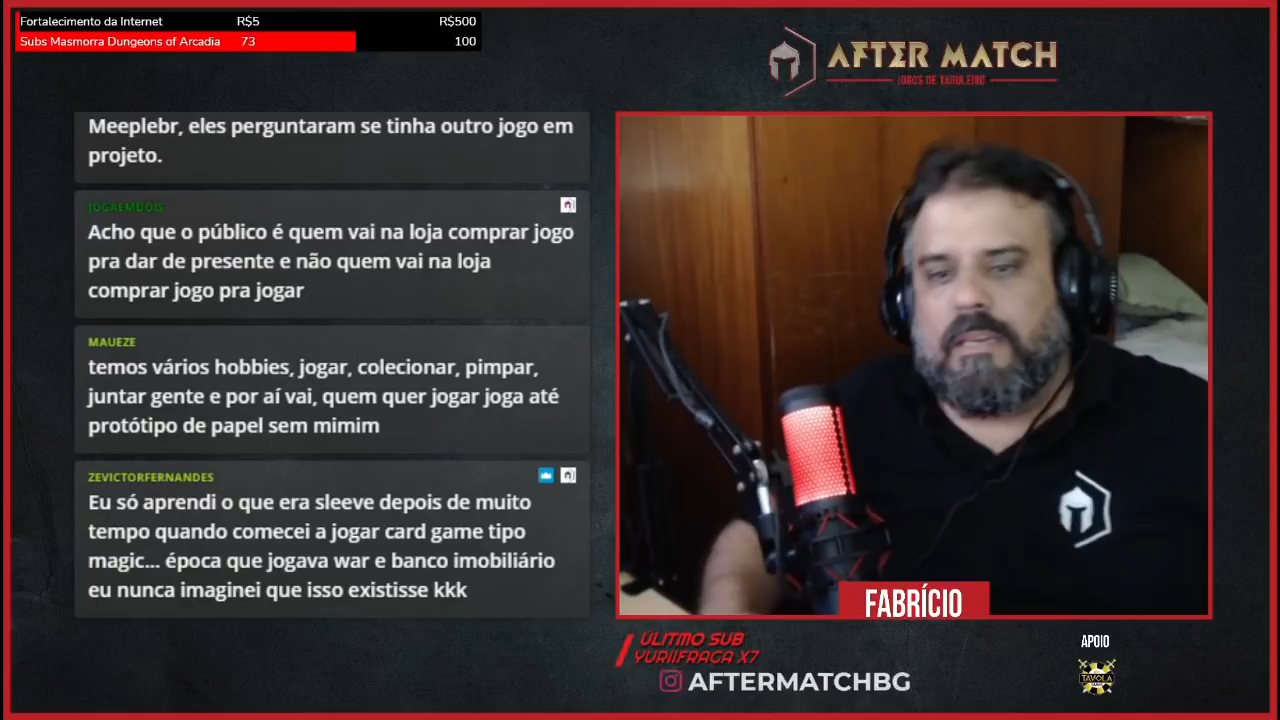 Fortalecimento da Internet R$5 R$500
Subs Masmorra Dungeons of Arcadia 73 100
AFTER MATCH
JOGOS DE TABULEIRO
Meeplebr, eles perguntaram se tinha outro jogo em
projeto.
JOGAEMDOIS
Acho que o público é quem vai na loja comprar jogo
pra dar de presente e não quem vai na loja
comprar jogo pra jogar
MAUEZE
temos vários hobbies, jogar, colecionar, pimpar,
juntar gente e por aí vai, quem quer jogar joga até
protótipo de papel sem mimim
ZEVICTORFERNANDES
Eu só aprendi o que era sleeve depois de muito
tempo quando comecei a jogar card game tipo
magic... época que jogava war e banco imobiliário
eu nunca imaginei que isso existisse kkk
FABRÍCIO
ÚLITMO SUB
YURIIFRAGA X7
AFTERMATCHBG
APOIO
TAVOLA